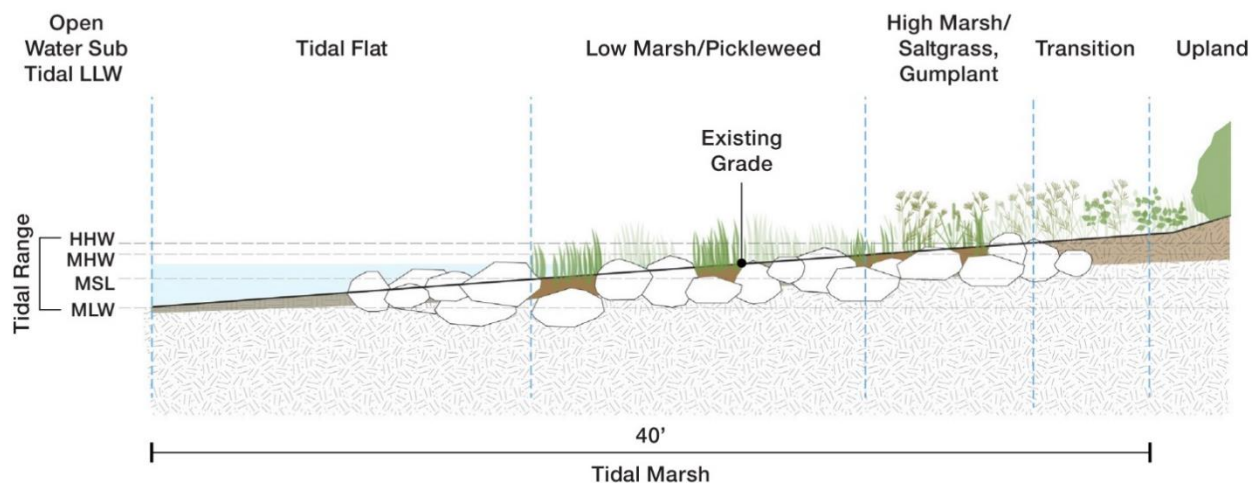 Open
Water Sub
Tidal LLW
Tidal Flat
Low Marsh/Pickleweed
High Marsh/
Saltgrass,
Gumplant
Transition
Upland
Existing
Grade
Tidal Range
HHW
MHW
MSL
MLW
40’
Tidal Marsh